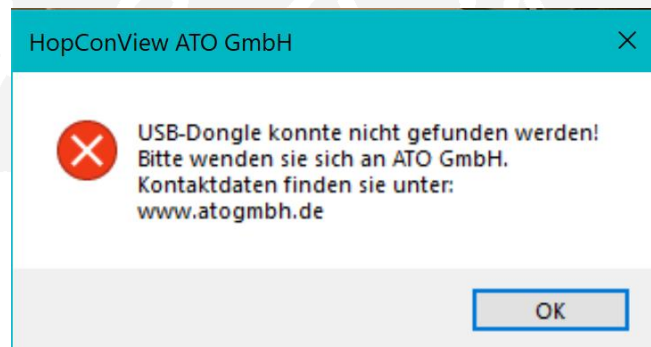 HopConView ATO GmbH
USB-Dongle konnte nicht gefunden werden!
Bitte wenden sie sich an ATO GmbH.
Kontaktdaten finden sie unter:
www.atogmbh.de
OK